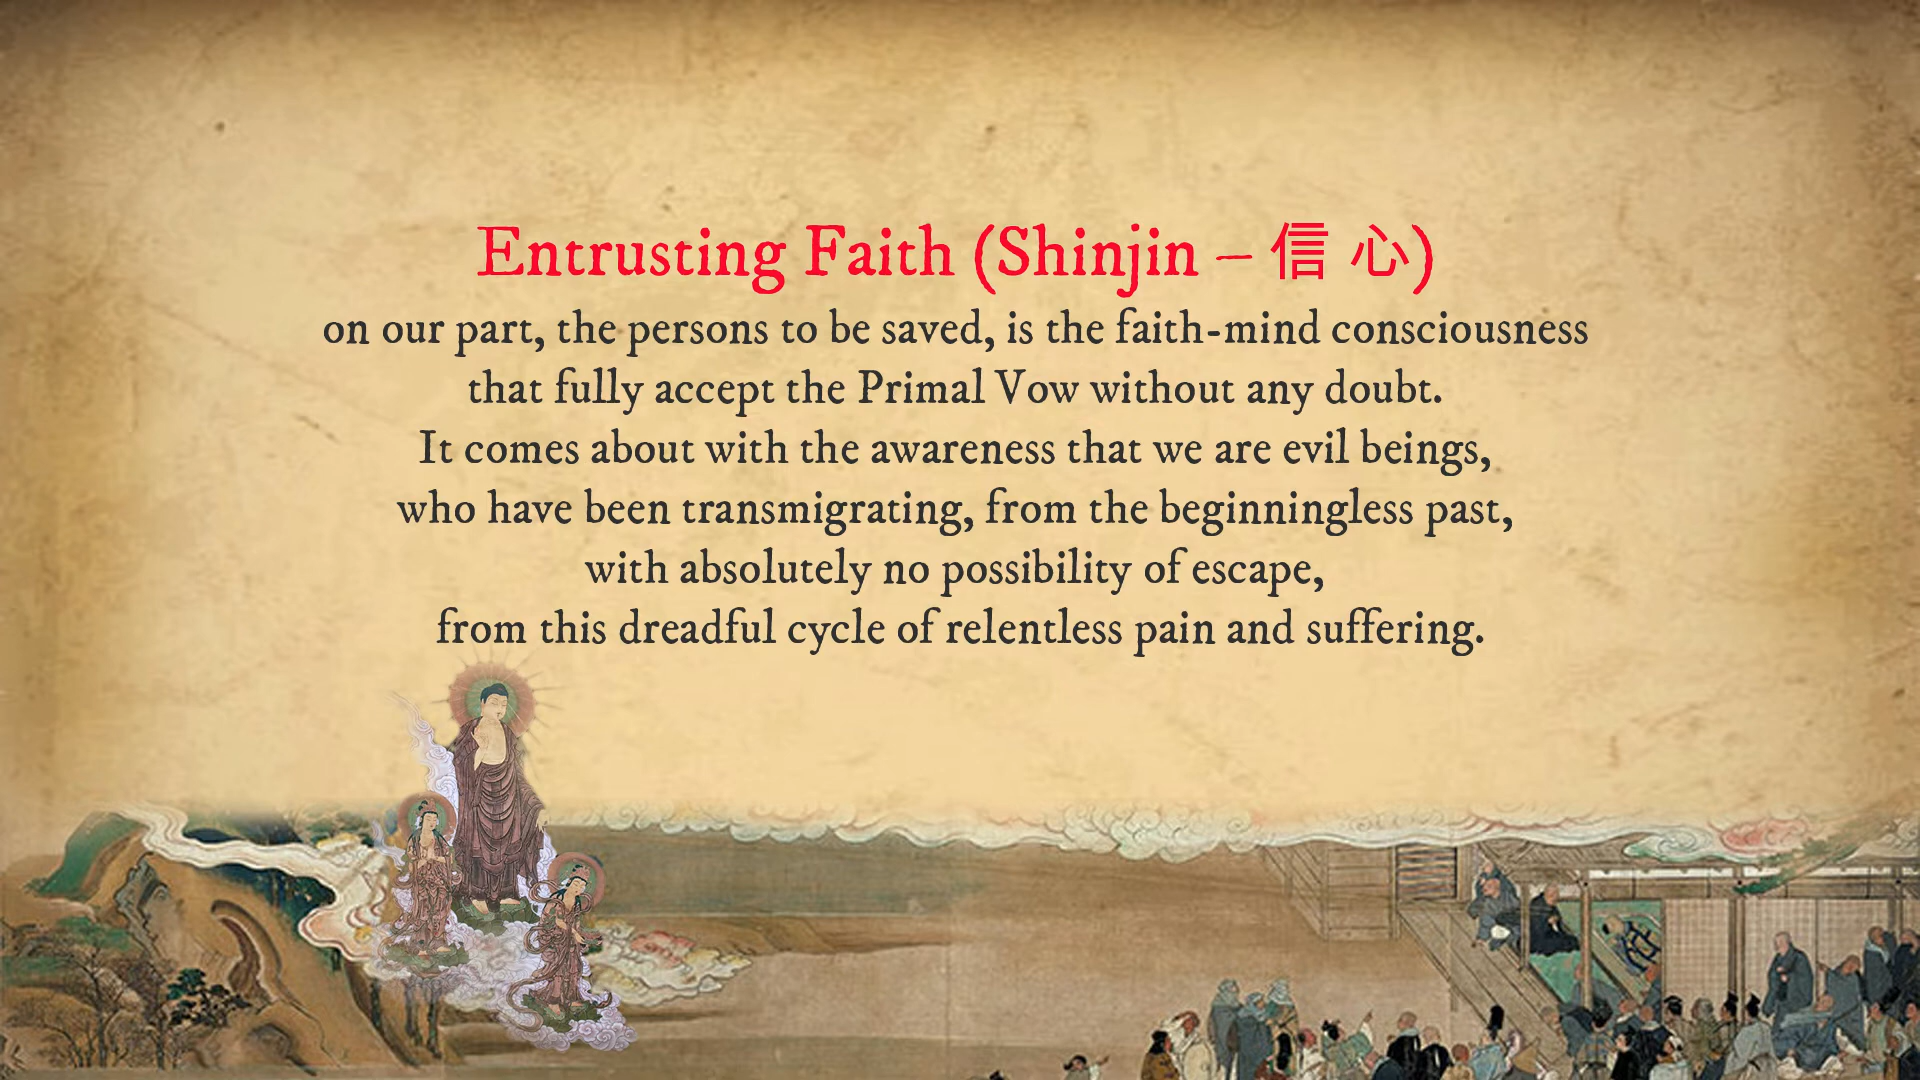 Entrusting Faith (Shinjin – 信 心)
on our part, the persons to be saved, is the faith-mind consciousness
that fully accept the Primal Vow without any doubt.
It comes about with the awareness that we are evil beings,
who have been transmigrating, from the beginningless past,
with absolutely no possibility of escape,
from this dreadful cycle of relentless pain and suffering.